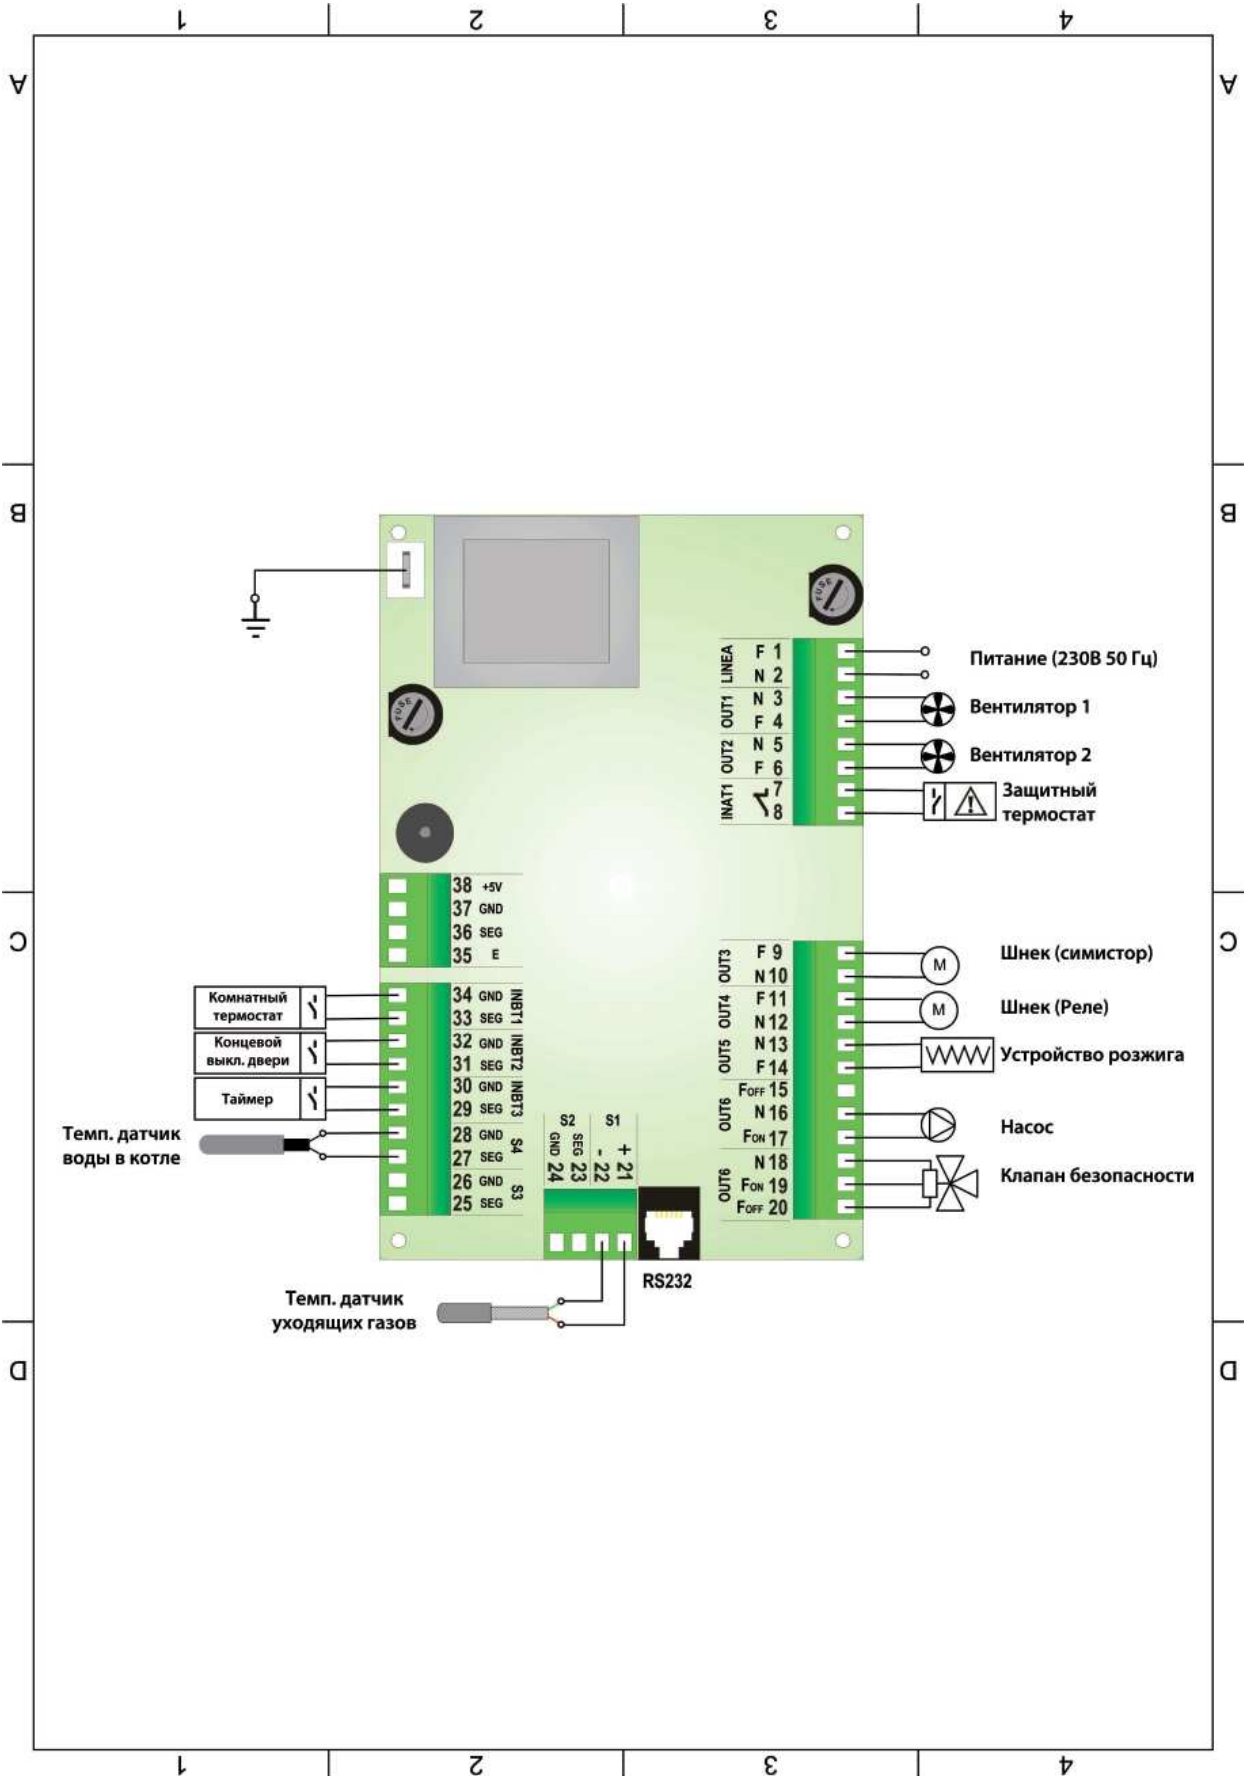 1 2 3 4
A A
B B
FUSE
FUSE
LINEA
F 1
N 2
Питание (230В 50 Гц)
OUT1
N 3
F 4
Вентилятор 1
OUT2
N 5
F 6
Вентилятор 2
INAT1
7
8
Защитный
термостат
38 +5V
37 GND
36 SEG
35 E
C C
Комнатный
термостат
34 GND
33 SEG
INBT1
Концевой
выкл. двери
32 GND
31 SEG
INBT2
Таймер
30 GND
29 SEG
INBT3
Темп. датчик
воды в котле
28 GND
27 SEG
S4
26 GND
25 SEG
S3
OUT3
F 9
N 10
M
Шнек (симистор)
OUT4
F 11
N 12
M
Шнек (Реле)
OUT5
N 13
F 14
Устройство розжига
OUT6
FOFF 15
N 16
FON 17
Насос
OUT6
N 18
FON 19
FOFF 20
Клапан безопасности
S2 S1
GND SEG - +
24 23 22 21
RS232
Темп. датчик
уходящих газов
D D
1 2 3 4